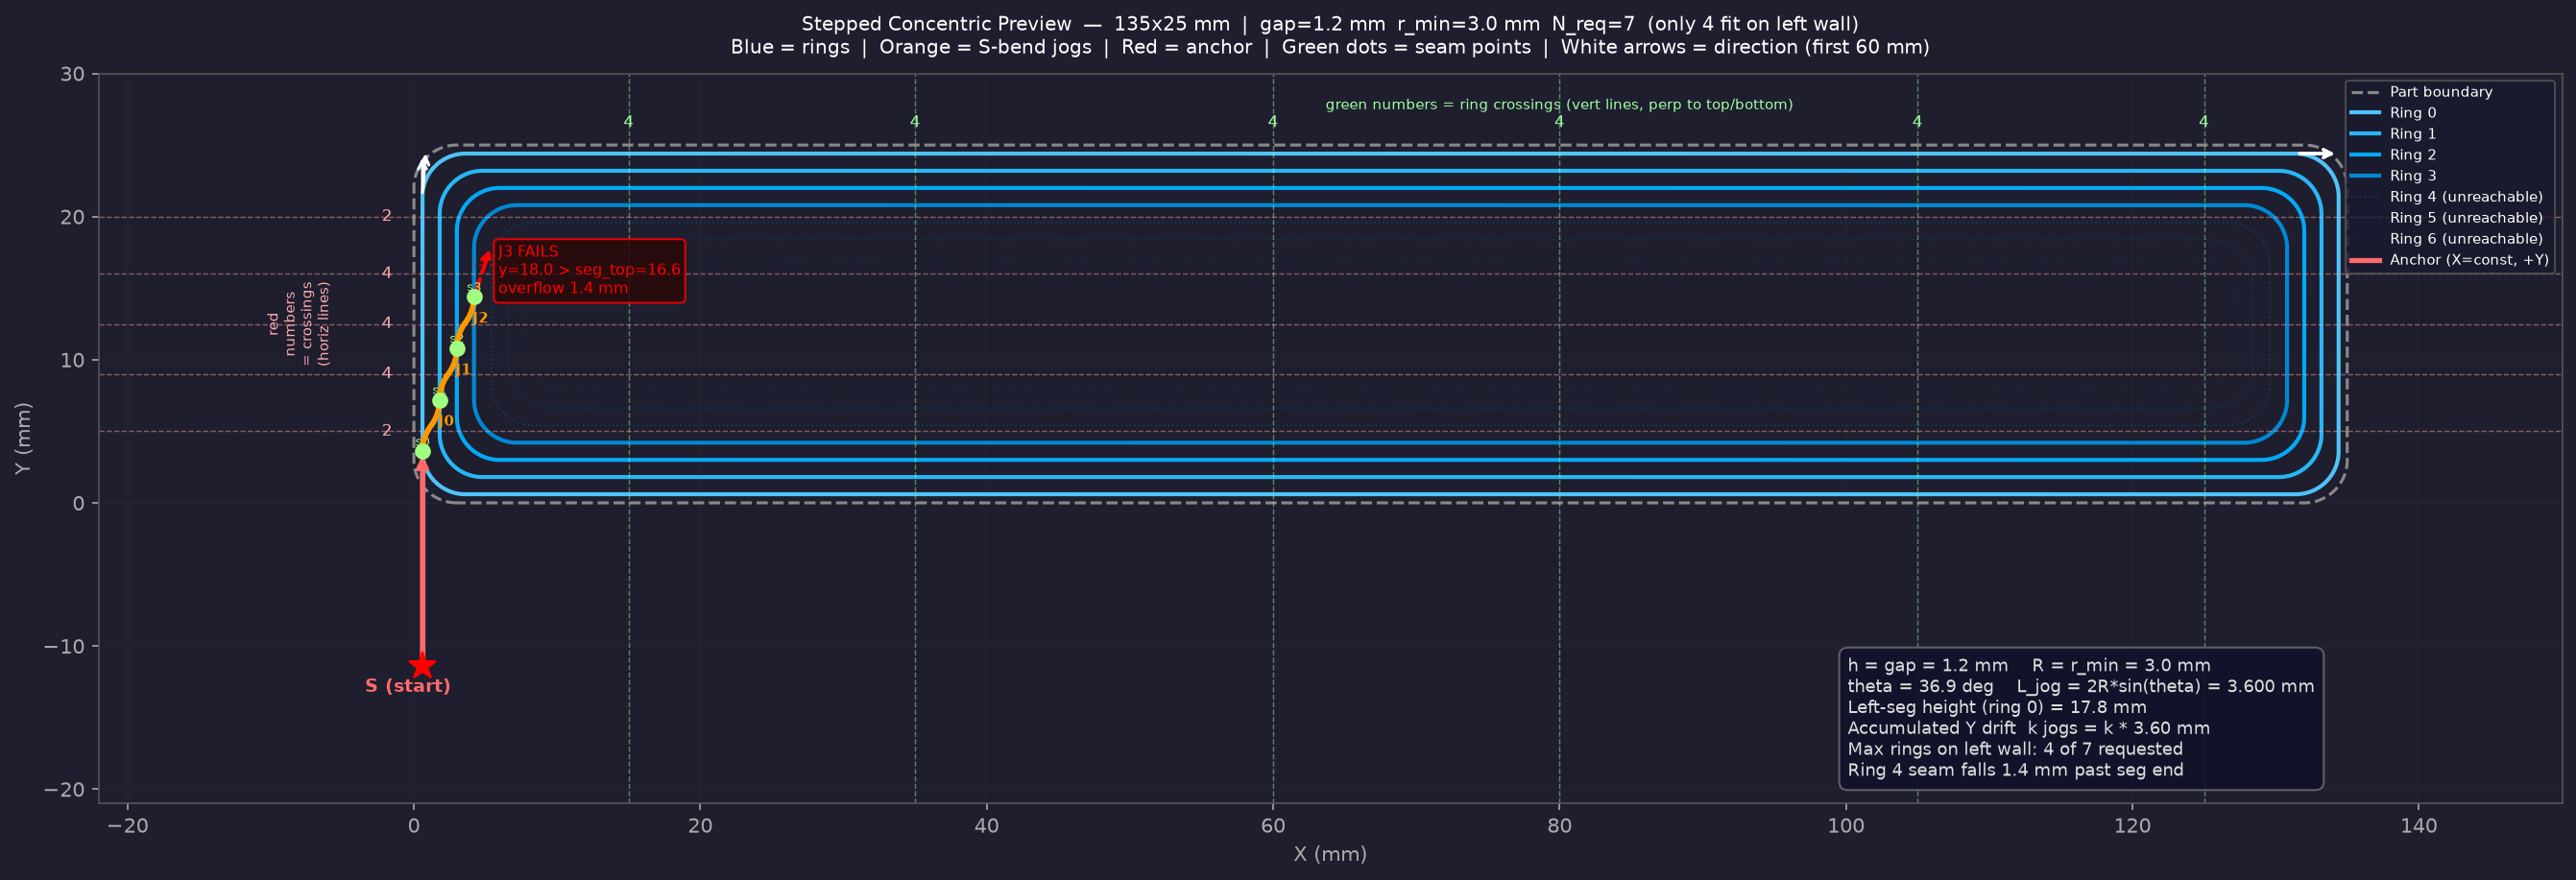 Stepped Concentric Preview — 135x25 mm | gap=1.2 mm r_min=3.0 mm N_req=7 (only 4 fit on left wall)
Blue = rings | Orange = S-bend jogs | Red = anchor | Green dots = seam points | White arrows = direction (first 60 mm)
30
20
10
0
−10
−20
Y (mm)
green numbers = ring crossings (vert lines, perp to top/bottom)
4
4
4
4
4
4
Part boundary
Ring 0
Ring 1
Ring 2
Ring 3
Ring 4 (unreachable)
Ring 5 (unreachable)
Ring 6 (unreachable)
Anchor (X=const, +Y)
2
4
4
4
2
red
numbers
= crossings
(horiz lines)
J3 FAILS
y=18.0 > seg_top=16.6
overflow 1.4 mm
J2
J1
J0
S (start)
h = gap = 1.2 mm R = r_min = 3.0 mm
theta = 36.9 deg L_jog = 2R*sin(theta) = 3.600 mm
Left-seg height (ring 0) = 17.8 mm
Accumulated Y drift k jogs = k * 3.60 mm
Max rings on left wall: 4 of 7 requested
Ring 4 seam falls 1.4 mm past seg end
−20
0
20
40
60
80
100
120
140
X (mm)